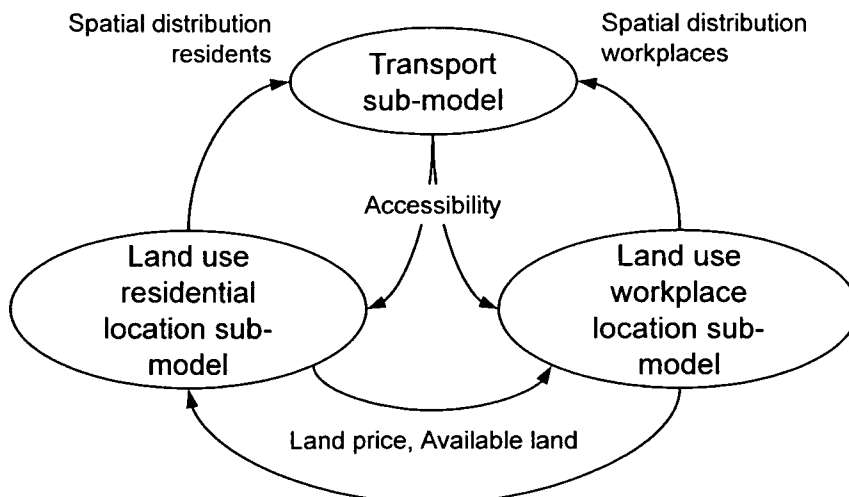 Spatial distribution
residents
Spatial distribution
workplaces
Transport
sub-model
Accessibility
Land use
residential
location sub-
model
Land use
workplace
location sub-
model
Land price, Available land